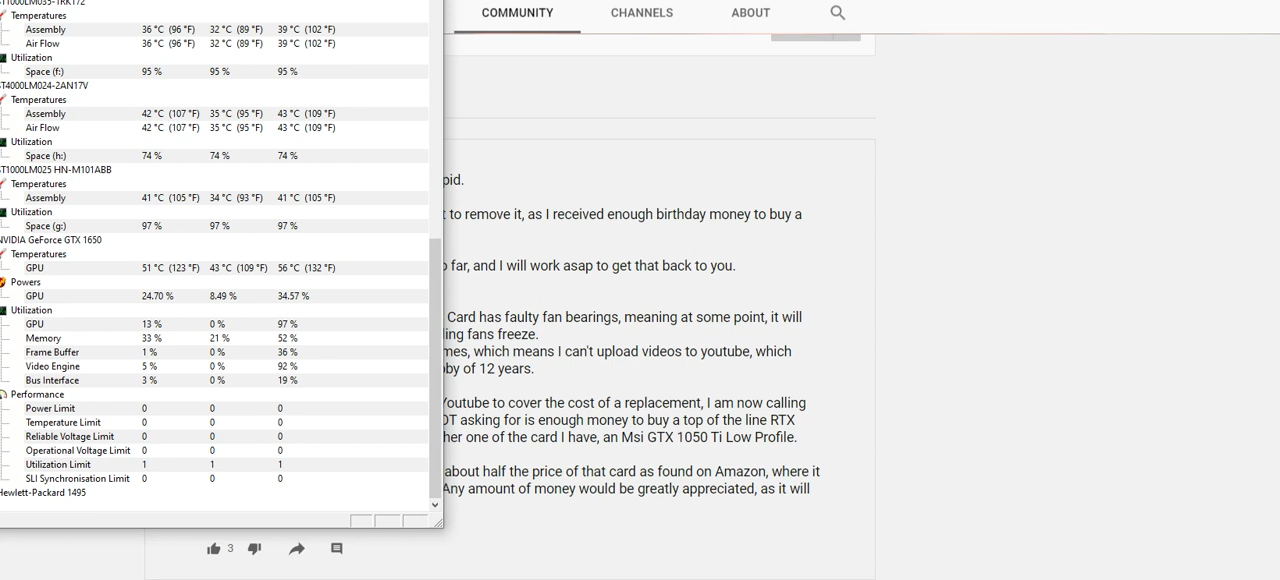 COMMUNITY CHANNELS ABOUT
Temperatures
Assembly 36 °C (96 °F) 32 °C (89 °F) 39 °C (102 °F)
Air Flow 36 °C (96 °F) 32 °C (89 °F) 39 °C (102 °F)
Utilization
Space (f:) 95 % 95 % 95 %
ST4000LM024-2AN17V
Temperatures
Assembly 42 °C (107 °F) 35 °C (95 °F) 43 °C (109 °F)
Air Flow 42 °C (107 °F) 35 °C (95 °F) 43 °C (109 °F)
Utilization
Space (h:) 74 % 74 % 74 %
ST1000LM025 HN-M101ABB
Temperatures
Assembly 41 °C (105 °F) 34 °C (93 °F) 41 °C (105 °F)
Utilization
Space (g:) 97 % 97 % 97 %
NVIDIA GeForce GTX 1650
Temperatures
GPU 51 °C (123 °F) 43 °C (109 °F) 56 °C (132 °F)
Powers
GPU 24.70 % 8.49 % 34.57 %
Utilization
GPU 13 % 0 % 97 %
Memory 33 % 21 % 52 %
Frame Buffer 1 % 0 % 36 %
Video Engine 5 % 0 % 92 %
Bus Interface 3 % 0 % 19 %
Performance
Power Limit 0 0 0
Temperature Limit 0 0 0
Reliable Voltage Limit 0 0 0
Operational Voltage Limit 0 0 0
Utilization Limit 1 1 1
SLI Synchronisation Limit 0 0 0
Hewlett-Packard 1495
pid.
t to remove it, as I received enough birthday money to buy a
o far, and I will work asap to get that back to you.
Card has faulty fan bearings, meaning at some point, it will
ling fans freeze.
mes, which means I can't upload videos to youtube, which
bby of 12 years.
Youtube to cover the cost of a replacement, I am now calling
OT asking for is enough money to buy a top of the line RTX
her one of the card I have, an Msi GTX 1050 Ti Low Profile.
about half the price of that card as found on Amazon, where it
Any amount of money would be greatly appreciated, as it will
3